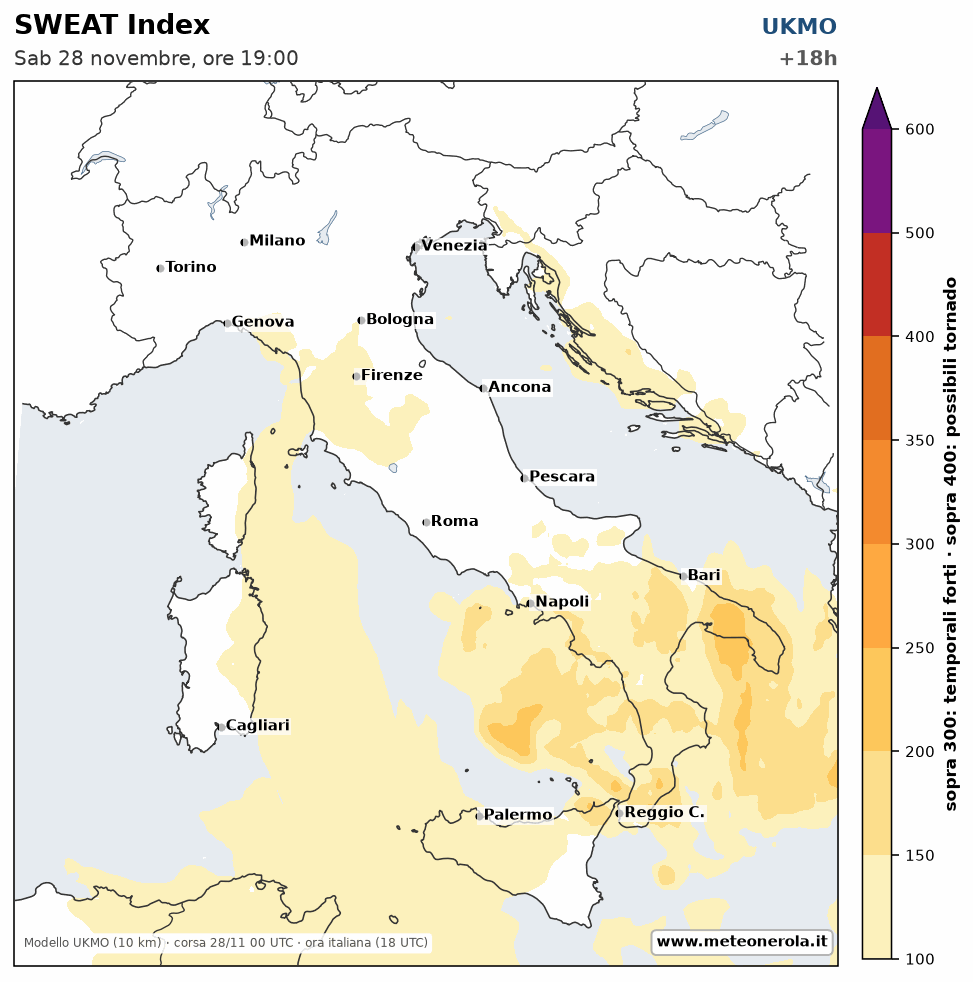 SWEAT Index
UKMO
Sab 28 novembre, ore 19:00
+18h
Milano
Venezia
Torino
Genova
Bologna
Firenze
Ancona
Pescara
Roma
Bari
Napoli
Cagliari
Palermo
Reggio C.
600
500
400
350
300
250
200
150
100
sopra 300: temporali forti · sopra 400: possibili tornado
Modello UKMO (10 km) · corsa 28/11 00 UTC · ora italiana (18 UTC)
www.meteonerola.it